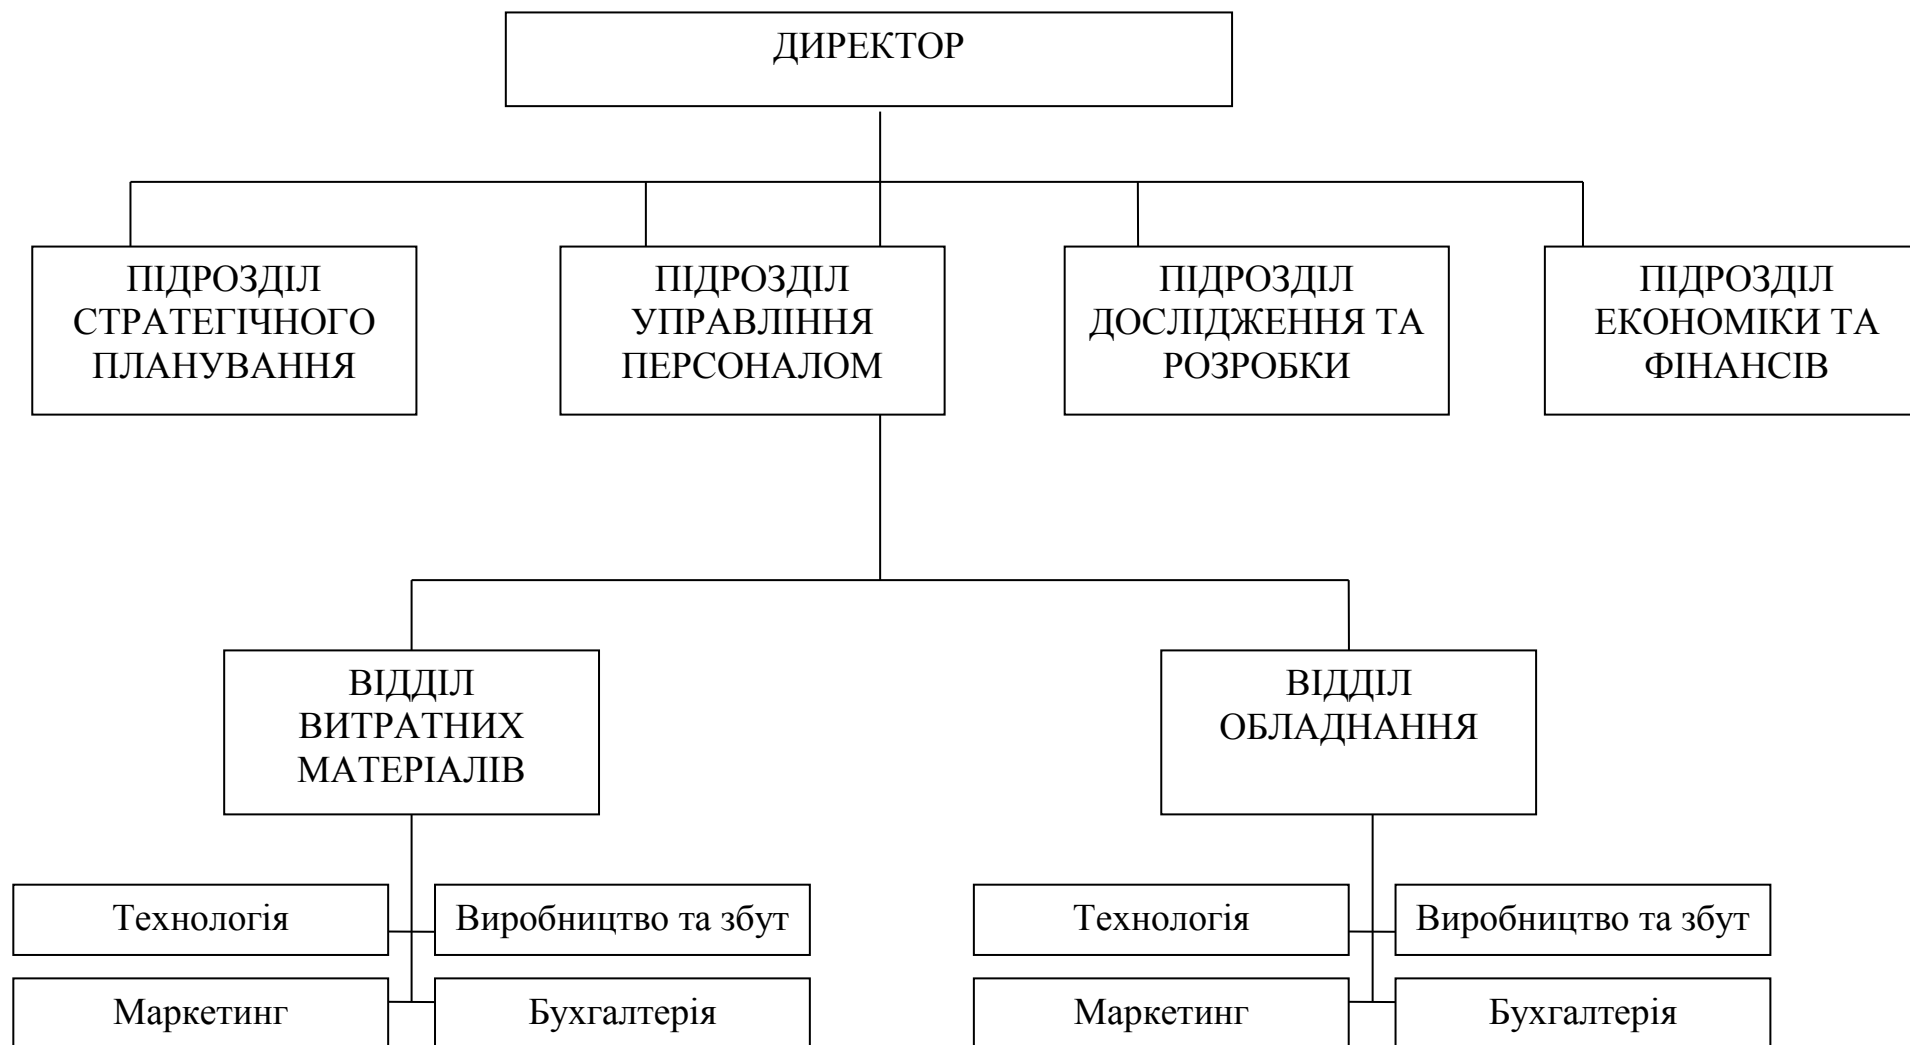 ДИРЕКТОР
ПІДРОЗДІЛ
СТРАТЕГІЧНОГО
ПЛАНУВАННЯ
ПІДРОЗДІЛ
УПРАВЛІННЯ
ПЕРСОНАЛОМ
ПІДРОЗДІЛ
ДОСЛІДЖЕННЯ ТА
РОЗРОБКИ
ПІДРОЗДІЛ
ЕКОНОМІКИ ТА
ФІНАНСІВ
ВІДДІЛ
ВИТРАТНИХ
МАТЕРІАЛІВ
ВІДДІЛ
ОБЛАДНАННЯ
Технологія
Виробництво та збут
Маркетинг
Бухгалтерія
Технологія
Виробництво та збут
Маркетинг
Бухгалтерія